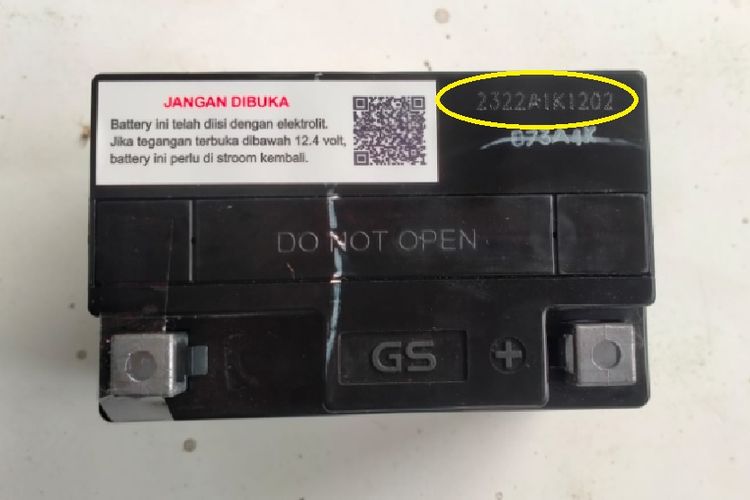 JANGAN DIBUKA
Battery ini telah diisi dengan elektrolit.
Jika tegangan terbuka dibawah 12.4 volt,
battery ini perlu di stroom kembali.
2322A1K1202
073A4K
DO NOT OPEN
GS +